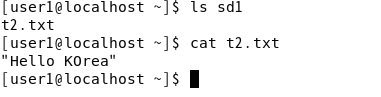 [user1@localhost ~]$ ls sd1
t2.txt
[user1@localhost ~]$ cat t2.txt
"Hello KOrea"
[user1@localhost ~]$